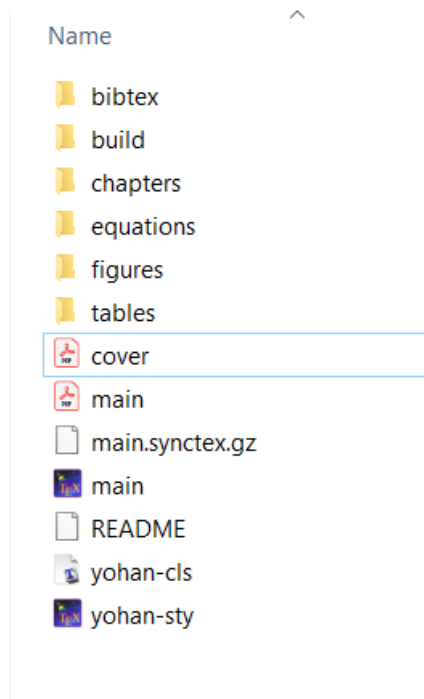 Name
bibtex
build
chapters
equations
figures
tables
cover
main
main.synctex.gz
main
README
yohan-cls
yohan-sty